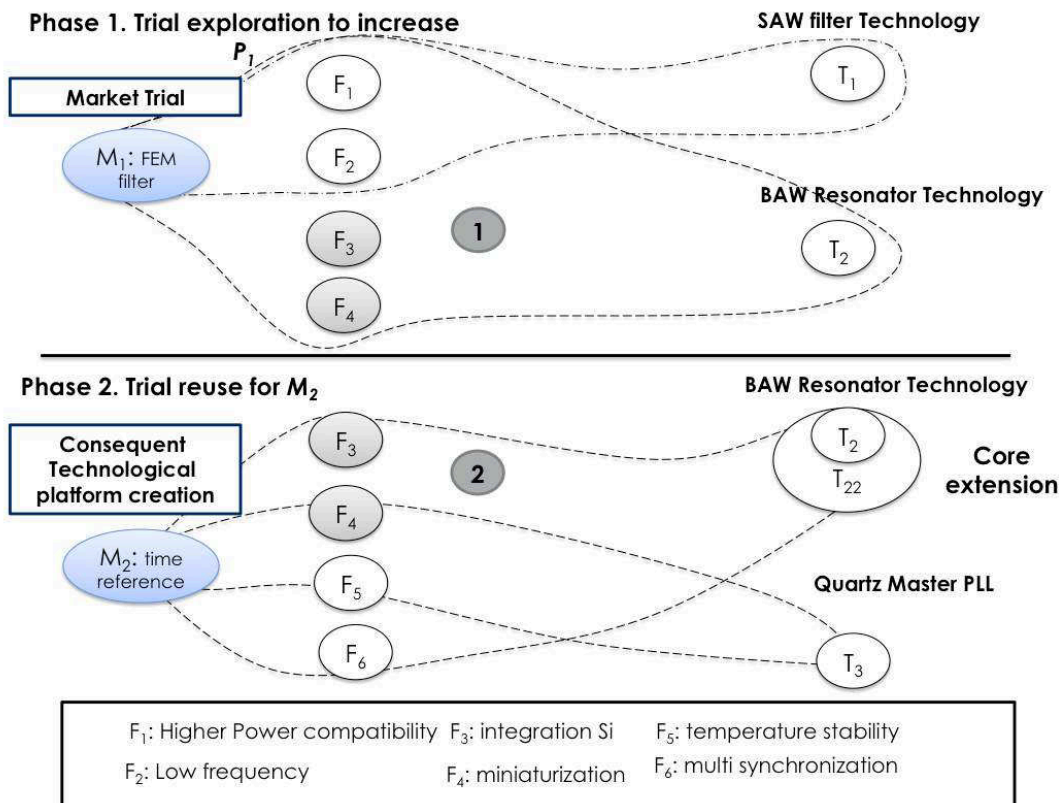 Phase 1. Trial exploration to increase
P₁
SAW filter Technology
Market Trial
F₁
T₁
M₁: FEM
filter
F₂
BAW Resonator Technology
F₃
1
T₂
F₄
Phase 2. Trial reuse for M₂
BAW Resonator Technology
Consequent
Technological
platform creation
F₃
2
T₂
T₂₂
Core
extension
F₄
M₂: time
reference
F₅
Quartz Master PLL
F₆
T₃
F₁: Higher Power compatibility F₃: integration Si F₅: temperature stability
F₂: Low frequency F₄: miniaturization F₆: multi synchronization